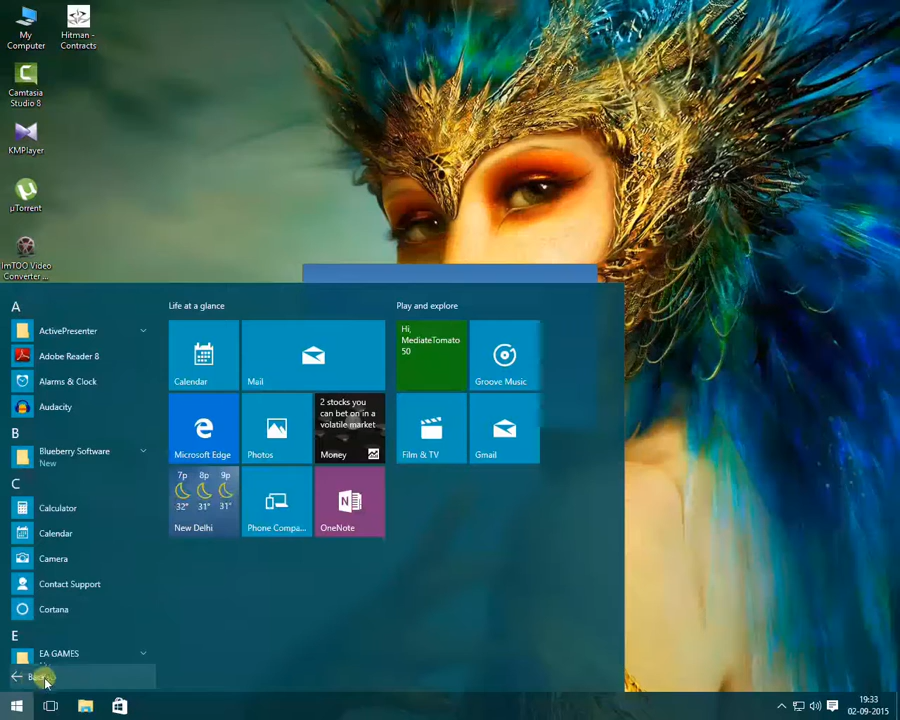 My
Computer
Hitman -
Contracts
Camtasia
Studio 8
KMPlayer
µTorrent
ImTOO Video
Converter ...
A
ActivePresenter
Adobe Reader 8
Alarms & Clock
Audacity
B
Blueberry Software
New
C
Calculator
Calendar
Camera
Contact Support
Cortana
E
EA GAMES
Back
Life at a glance
Calendar
Mail
Microsoft Edge
Photos
2 stocks you
can bet on in a
volatile market
Money
7p 8p 9p
32° 31° 31°
New Delhi
Phone Compa...
N
OneNote
Play and explore
Hi,
MediateTomato
50
Groove Music
Film & TV
Gmail
19:33
02-09-2015